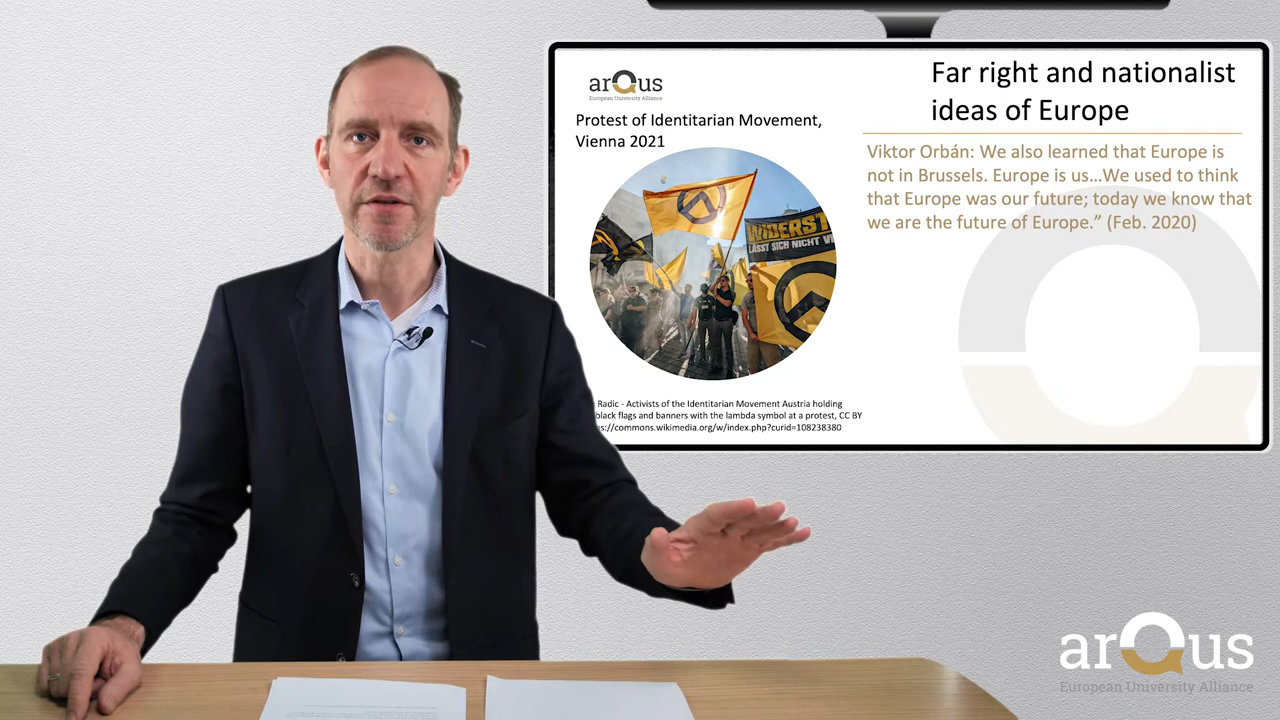 arQus
European University Alliance
Far right and nationalist
ideas of Europe
Protest of Identitarian Movement,
Vienna 2021
Viktor Orbán: We also learned that Europe is
not in Brussels. Europe is us...We used to think
that Europe was our future; today we know that
we are the future of Europe.” (Feb. 2020)
WIDERST
LÄSST SICH NICHT
Radic - Activists of the Identitarian Movement Austria holding
black flags and banners with the lambda symbol at a protest, CC BY
s://commons.wikimedia.org/w/index.php?curid=108238380
arQus
European University Alliance